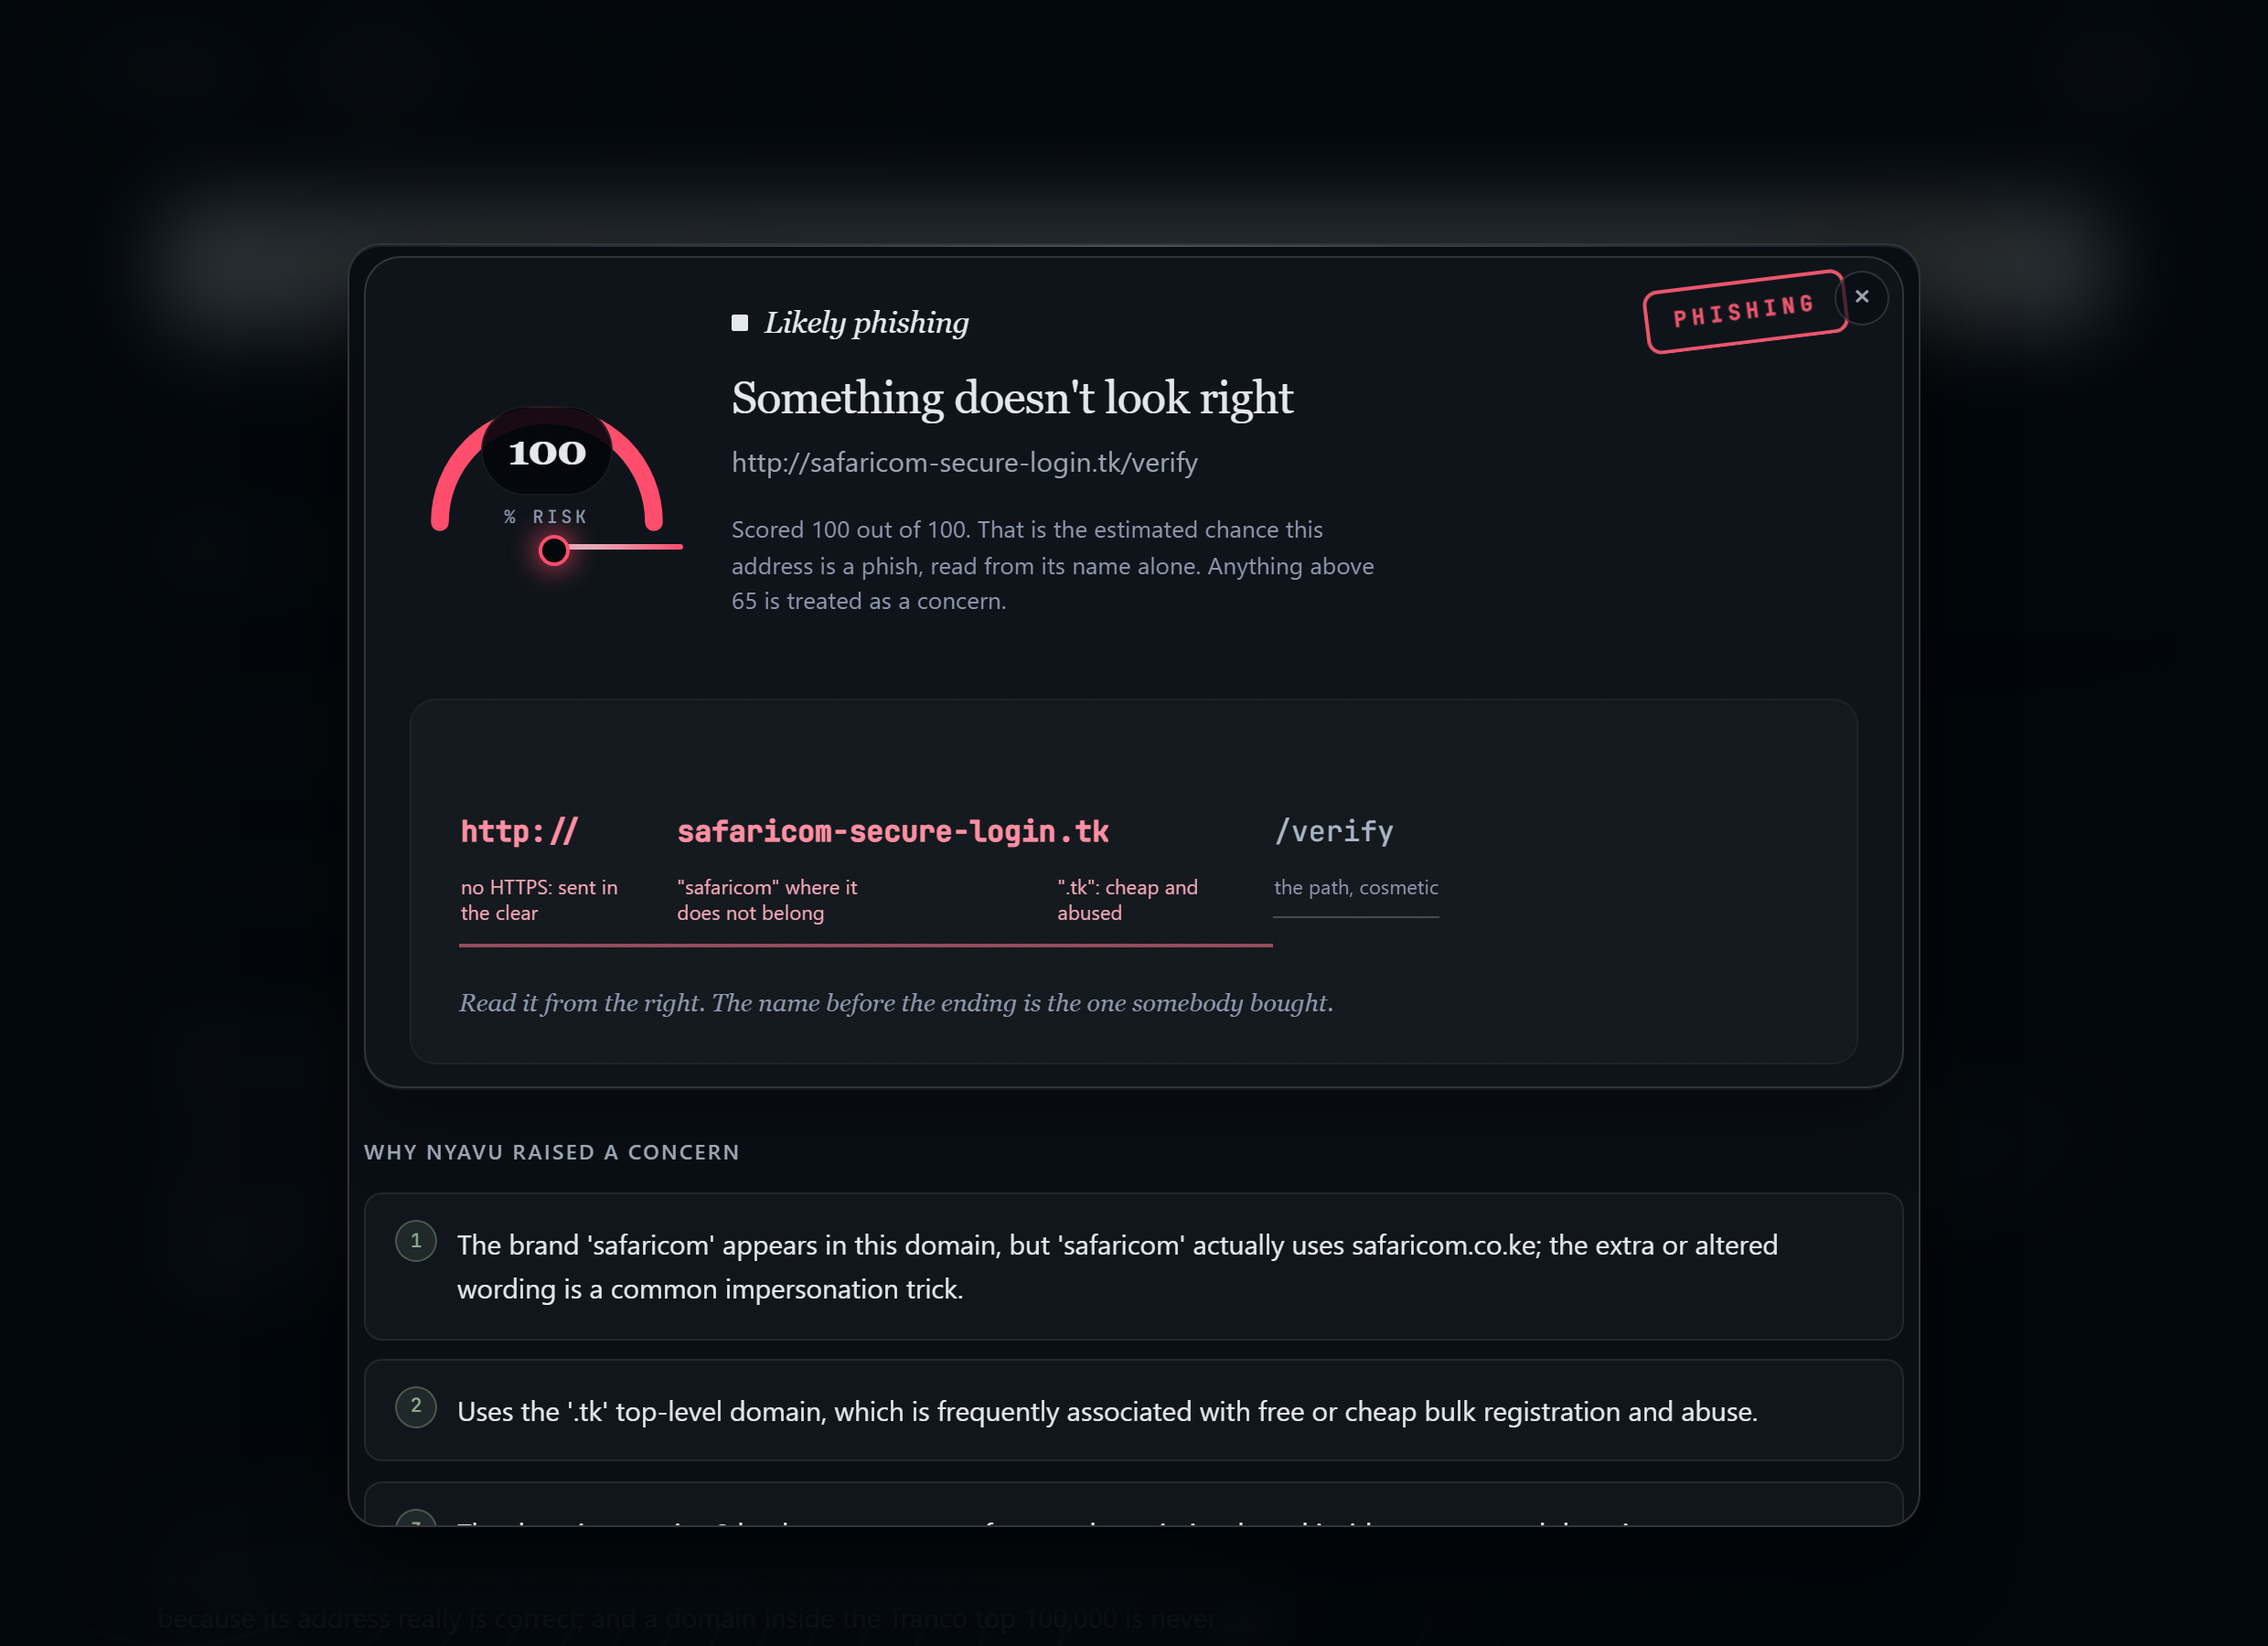 Likely phishing
PHISHING
×
Something doesn't look right
http://safaricom-secure-login.tk/verify
100
% RISK
Scored 100 out of 100. That is the estimated chance this
address is a phish, read from its name alone. Anything above
65 is treated as a concern.
http://
safaricom-secure-login.tk
/verify
no HTTPS: sent in
the clear
"safaricom" where it
does not belong
".tk": cheap and
abused
the path, cosmetic
Read it from the right. The name before the ending is the one somebody bought.
WHY NYAVU RAISED A CONCERN
1
The brand 'safaricom' appears in this domain, but 'safaricom' actually uses safaricom.co.ke; the extra or altered
wording is a common impersonation trick.
2
Uses the '.tk' top-level domain, which is frequently associated with free or cheap bulk registration and abuse.
because its address really is correct; and a domain inside the Tranco top 100,000 is never